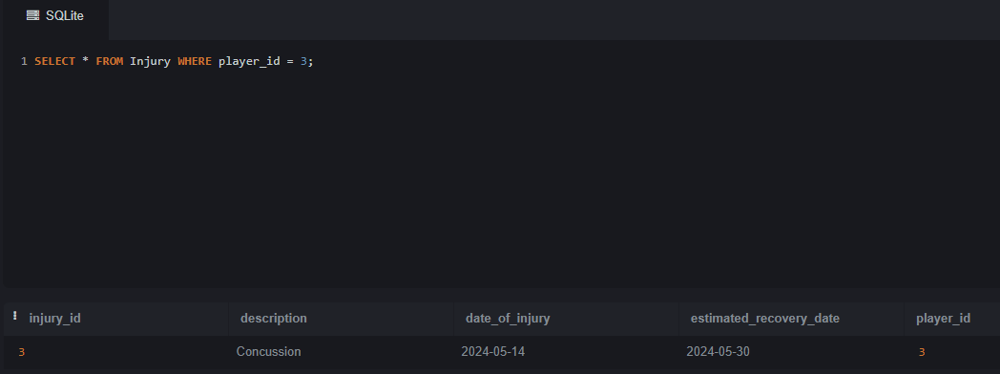 SQLite
1 SELECT * FROM Injury WHERE player_id = 3;
injury_id description date_of_injury estimated_recovery_date player_id
3 Concussion 2024-05-14 2024-05-30 3